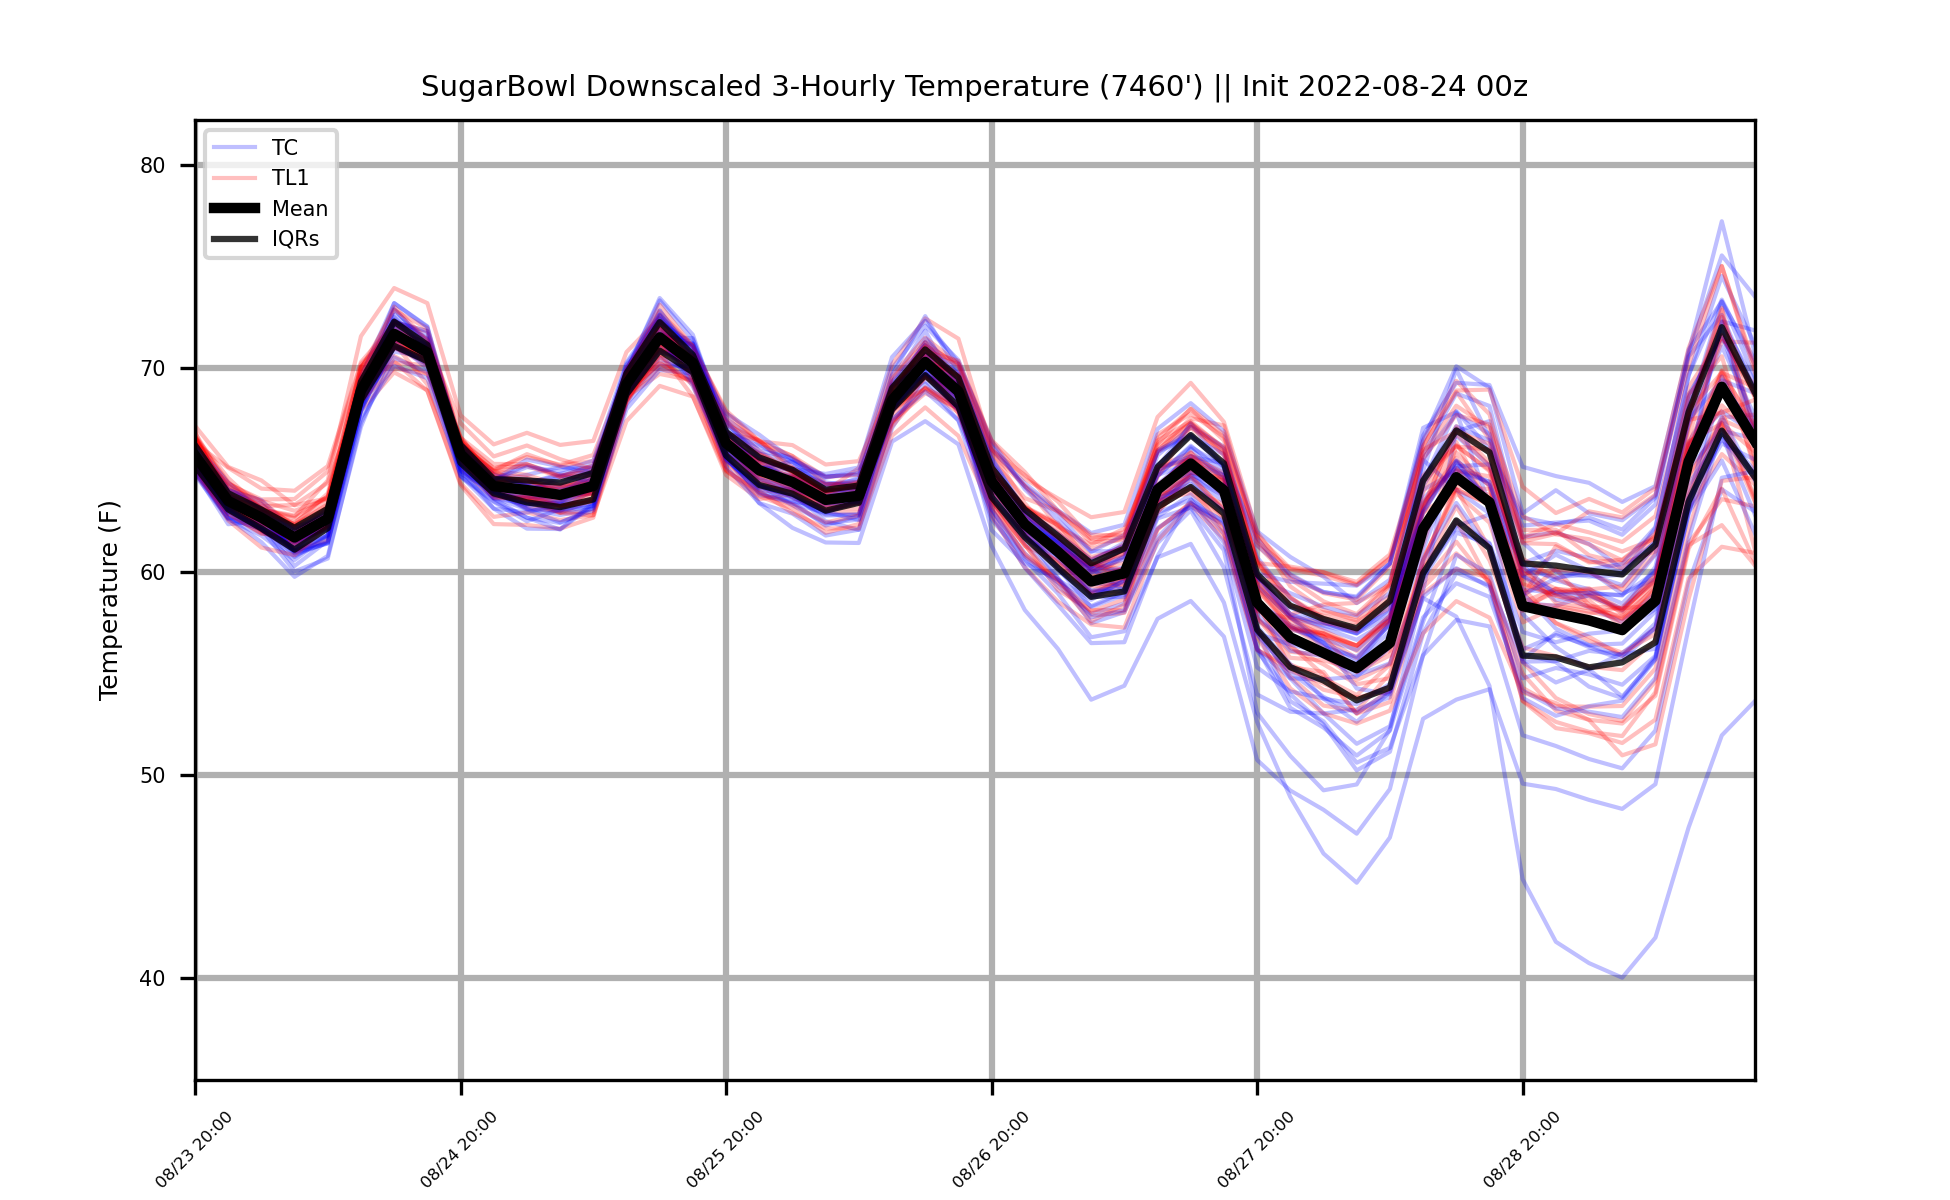 SugarBowl Downscaled 3-Hourly Temperature (7460') || Init 2022-08-24 00z
TC
TL1
Mean
IQRs
Temperature (F)
80
70
60
50
40
08/23 20:00
08/24 20:00
08/25 20:00
08/26 20:00
08/27 20:00
08/28 20:00